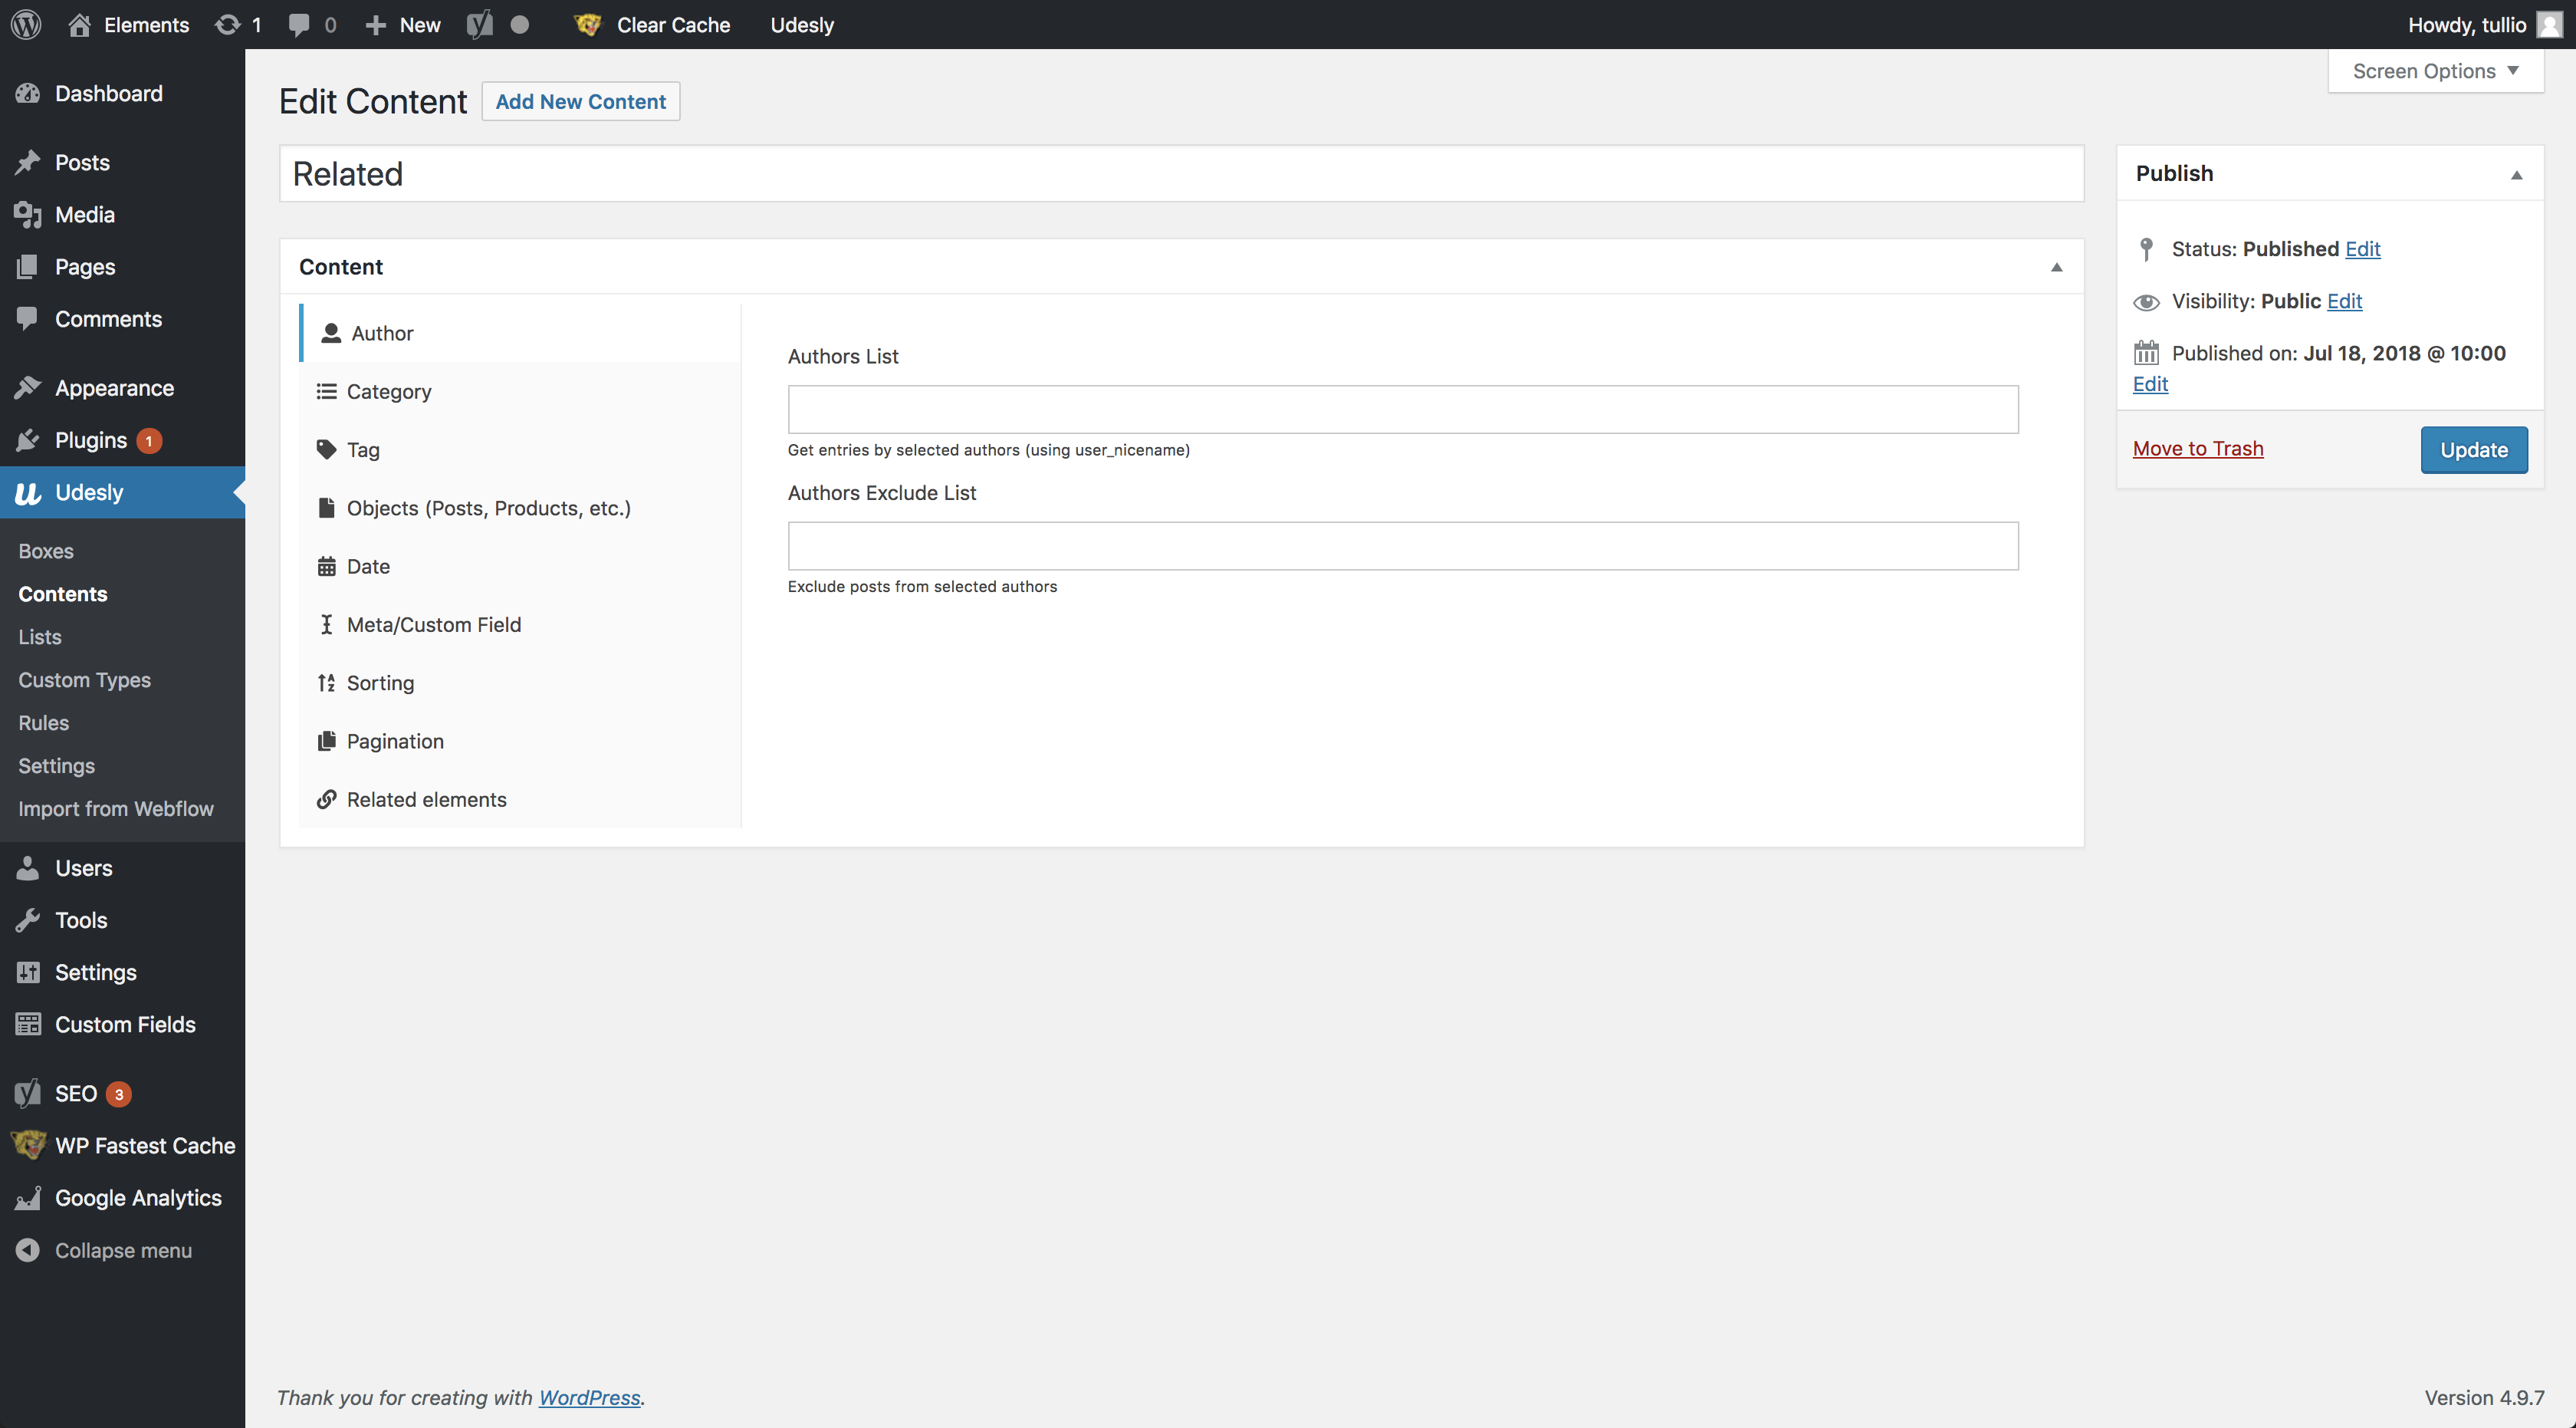 Elements 1 0 New Clear Cache Udesly Howdy, tullio
Screen Options
Dashboard
Posts
Media
Pages
Comments
Appearance
Plugins 1
Udesly
Boxes
Contents
Lists
Custom Types
Rules
Settings
Import from Webflow
Users
Tools
Settings
Custom Fields
SEO 3
WP Fastest Cache
Google Analytics
Collapse menu
Edit Content Add New Content
Related
Content
Author
Category
Tag
Objects (Posts, Products, etc.)
Date
Meta/Custom Field
Sorting
Pagination
Related elements
Authors List
Get entries by selected authors (using user_nicename)
Authors Exclude List
Exclude posts from selected authors
Publish
Status: Published Edit
Visibility: Public Edit
Published on: Jul 18, 2018 @ 10:00
Edit
Move to Trash Update
Thank you for creating with WordPress. Version 4.9.7